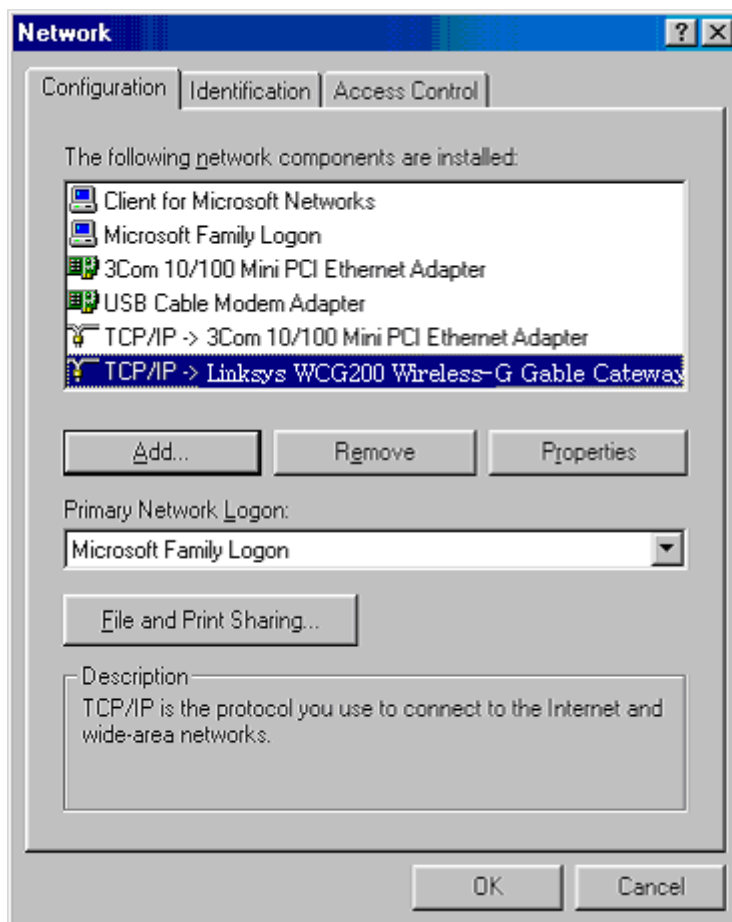 Network
Configuration Identification Access Control
The following network components are installed:
Client for Microsoft Networks
Microsoft Family Logon
3Com 10/100 Mini PCI Ethernet Adapter
USB Cable Modem Adapter
TCP/IP -> 3Com 10/100 Mini PCI Ethernet Adapter
TCP/IP -> Linksys WCG200 Wireless-G Gable Cateway
Add... Remove Properties
Primary Network Logon:
Microsoft Family Logon
File and Print Sharing...
Description
TCP/IP is the protocol you use to connect to the Internet and
wide-area networks.
OK Cancel